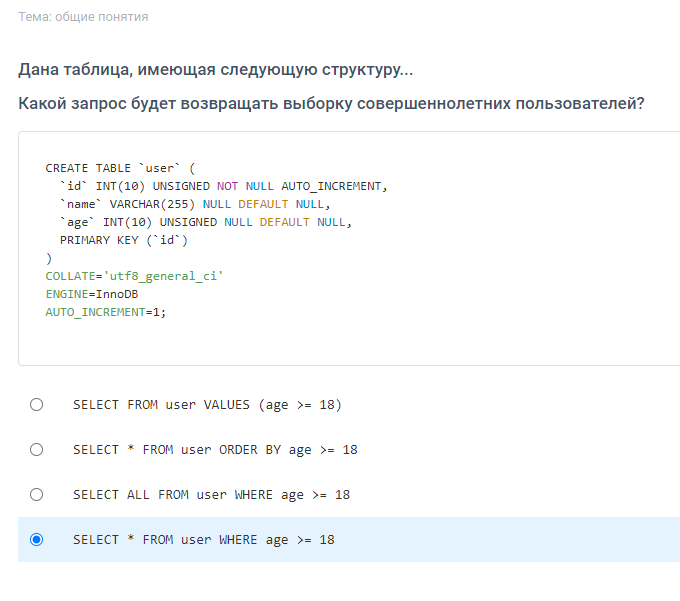 Тема: общие понятия
Дана таблица, имеющая следующую структуру...
Какой запрос будет возвращать выборку совершеннолетних пользователей?
CREATE TABLE `user` (
  `id` INT(10) UNSIGNED NOT NULL AUTO_INCREMENT,
  `name` VARCHAR(255) NULL DEFAULT NULL,
  `age` INT(10) UNSIGNED NULL DEFAULT NULL,
  PRIMARY KEY (`id`)
)
COLLATE='utf8_general_ci'
ENGINE=InnoDB
AUTO_INCREMENT=1;
SELECT FROM user VALUES (age >= 18)
SELECT * FROM user ORDER BY age >= 18
SELECT ALL FROM user WHERE age >= 18
SELECT * FROM user WHERE age >= 18